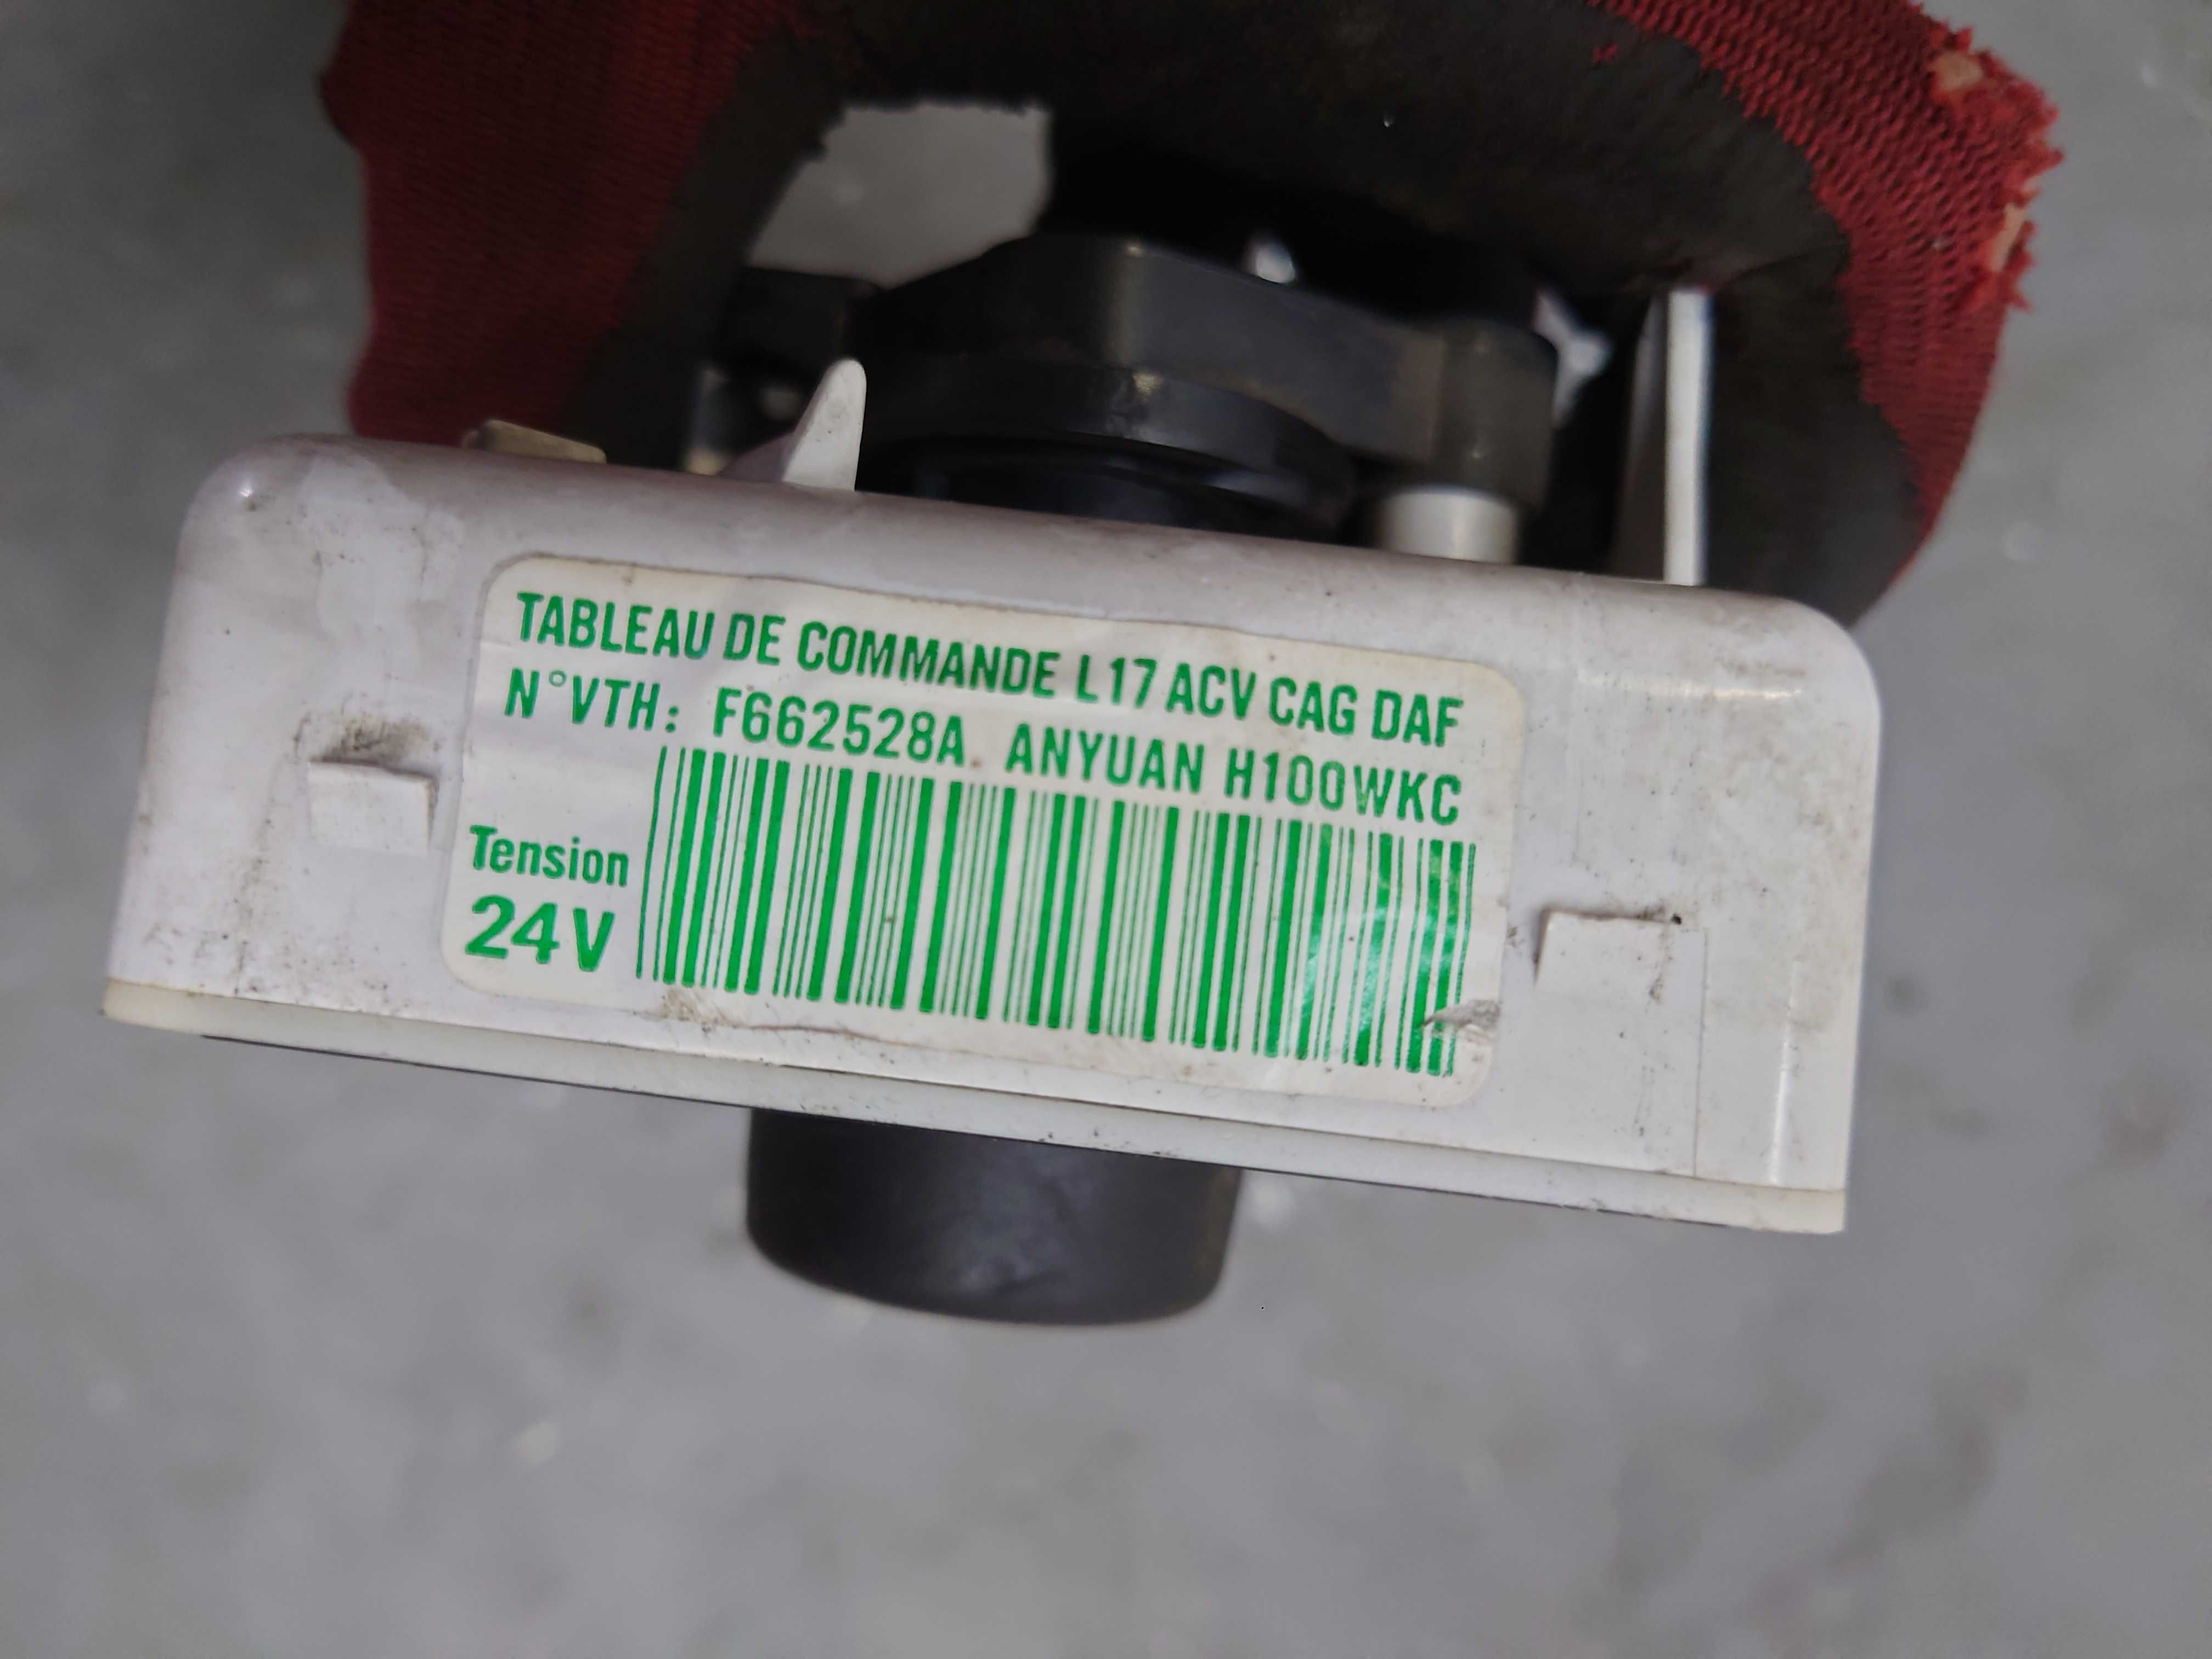 TABLEAU DE COMMANDE L17 ACV CAG DAF
N°VTH: F662528A ANYUAN H100WKC
Tension
24V